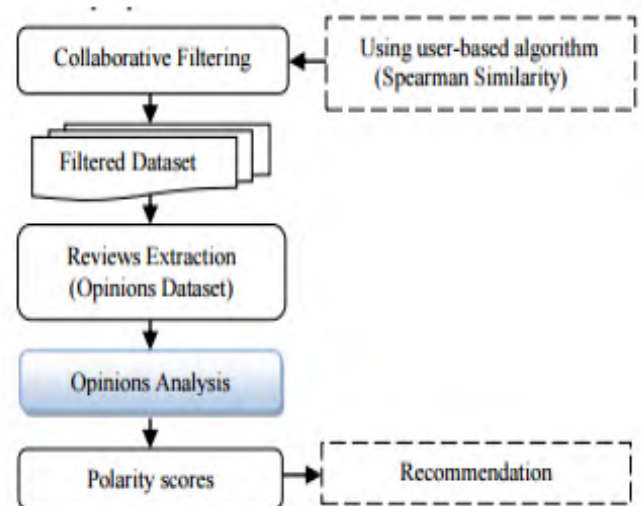 Collaborative Filtering
Using user-based algorithm
(Spearman Similarity)
Filtered Dataset
Reviews Extraction
(Opinions Dataset)
Opinions Analysis
Polarity scores
Recommendation